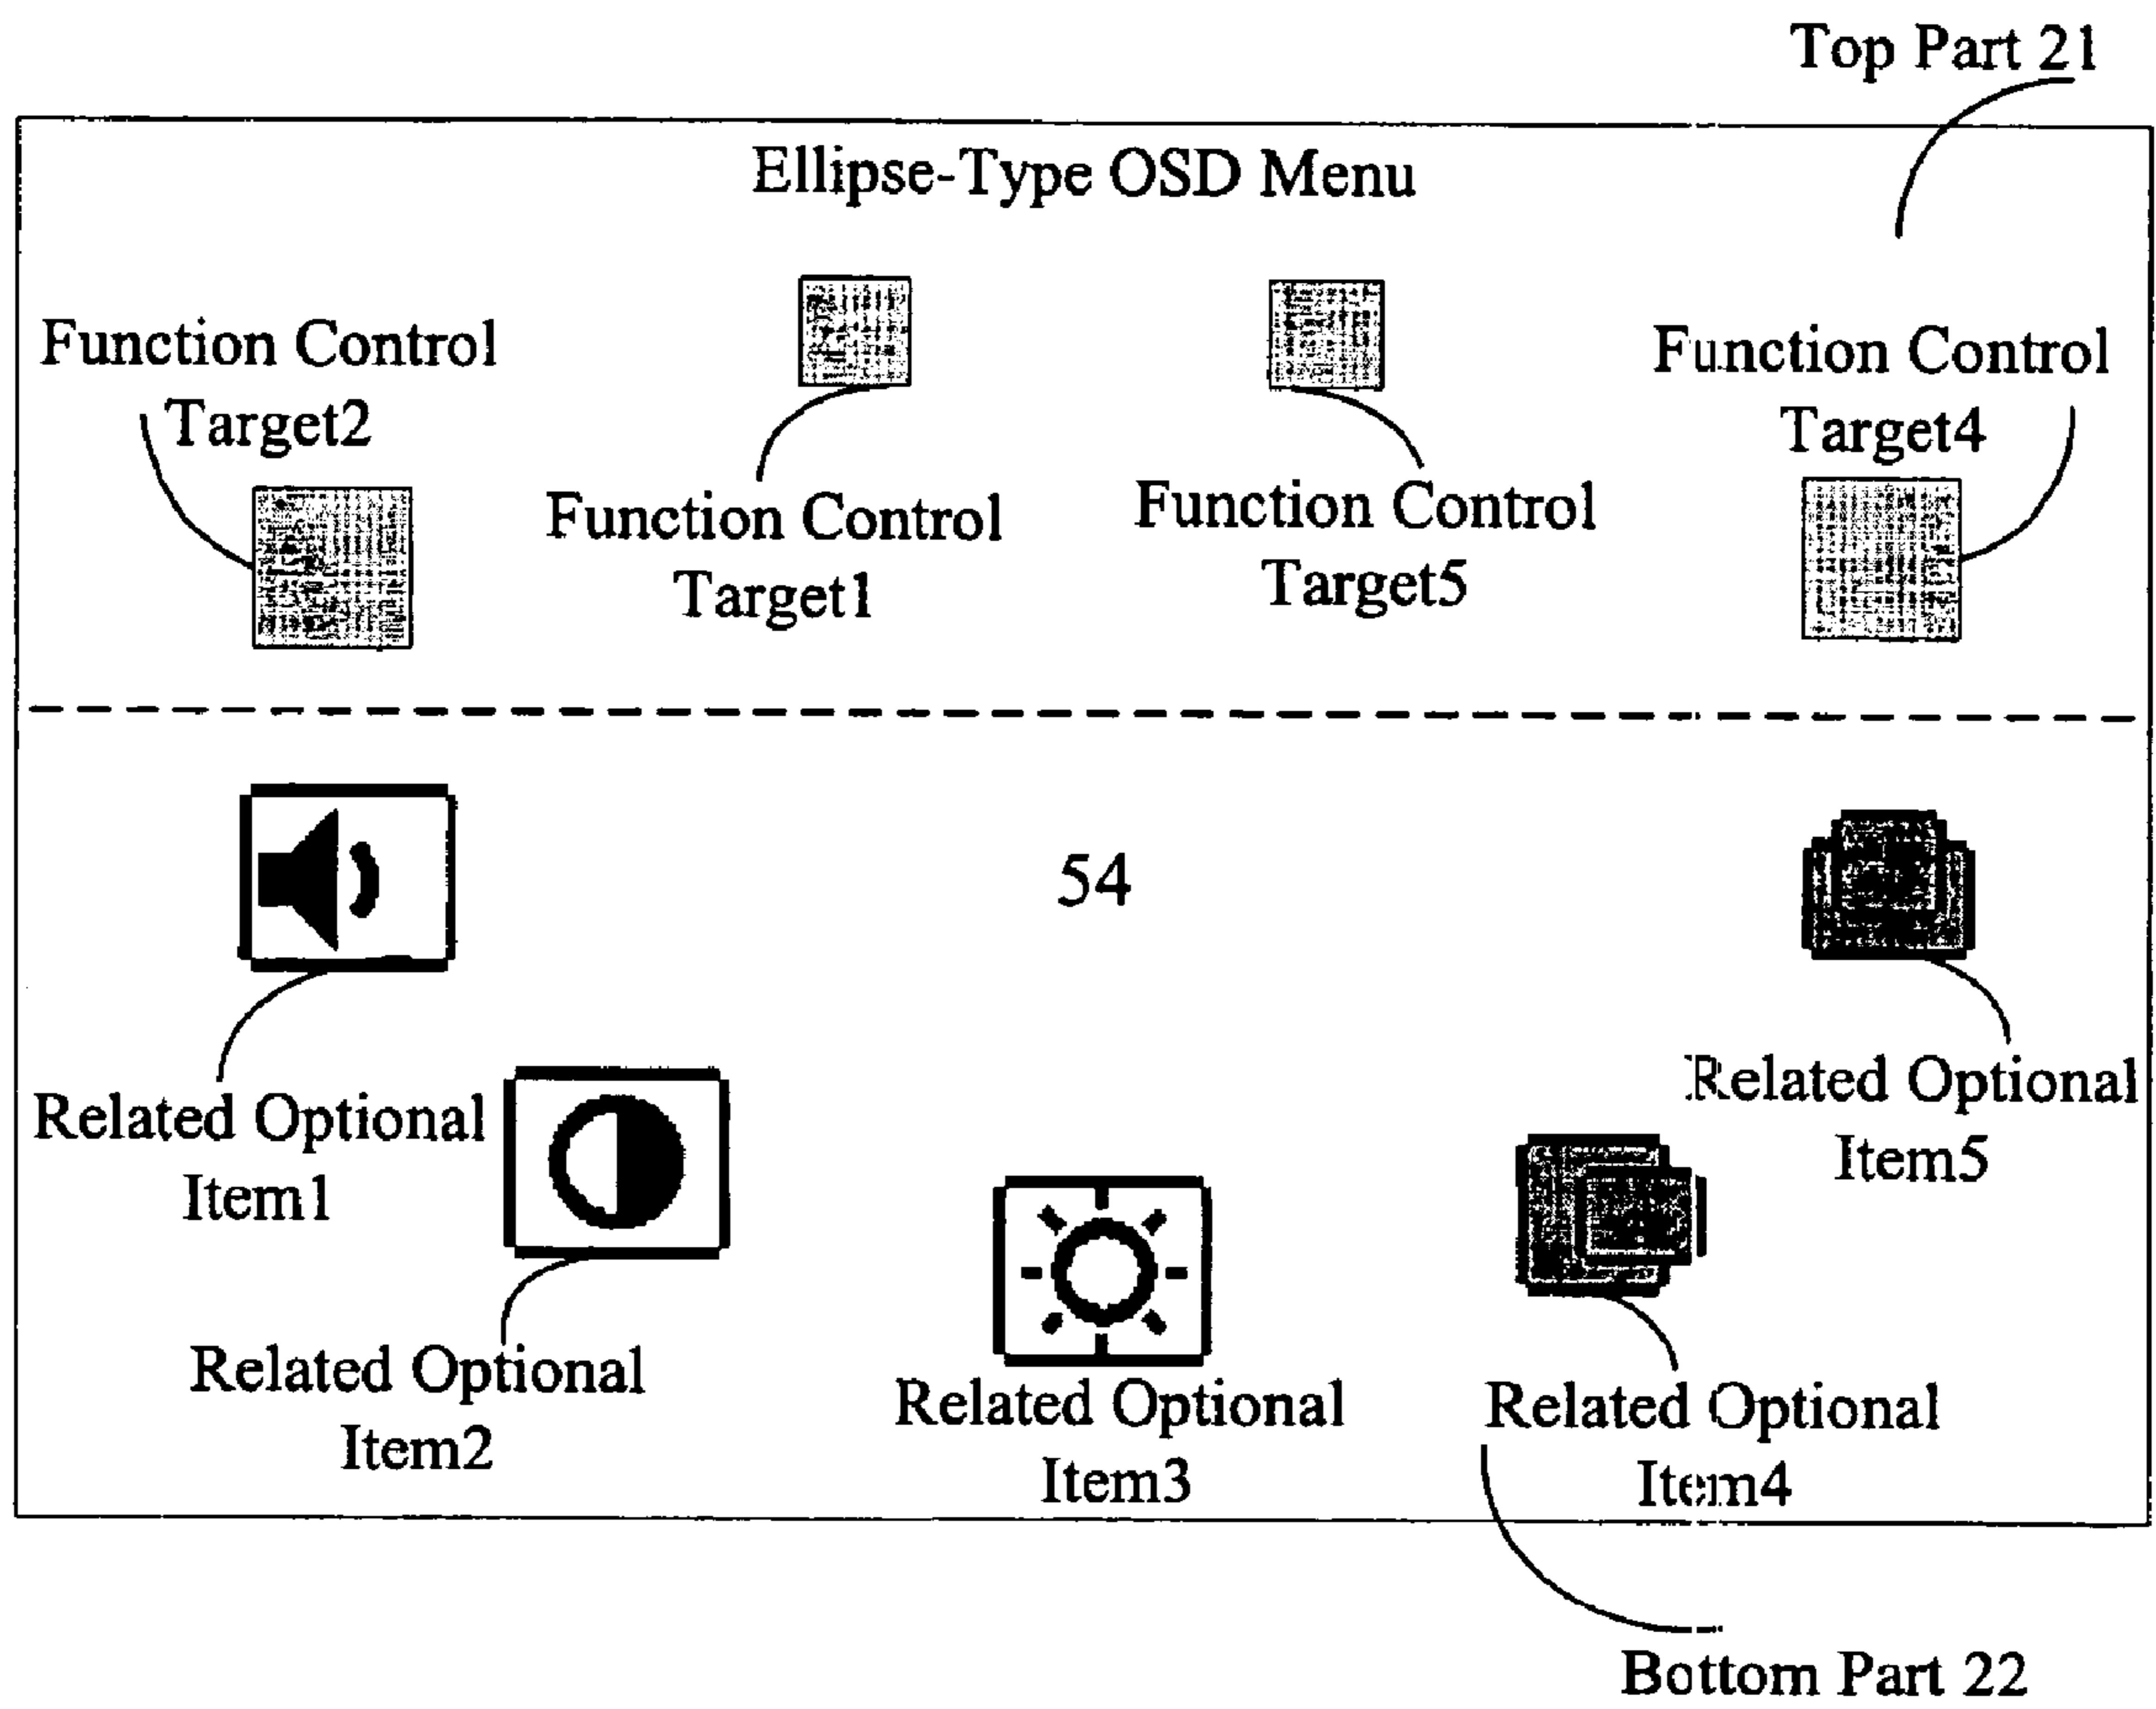 Top Part 21
Ellipse-Type OSD Menu
Function Control
Target2
Function Control
Target1
Function Control
Target5
Function Control
Target4
54
Related Optional
Item1
Related Optional
Item2
Related Optional
Item3
Related Optional
Item4
Related Optional
Item5
Bottom Part 22